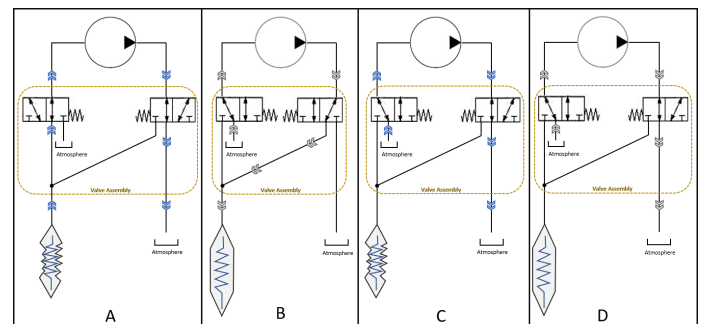 Atmosphere
Valve Assembly
Atmosphere
A
Atmosphere
Valve Assembly
Atmosphere
B
Atmosphere
Valve Assembly
Atmosphere
C
Atmosphere
Valve Assembly
Atmosphere
D